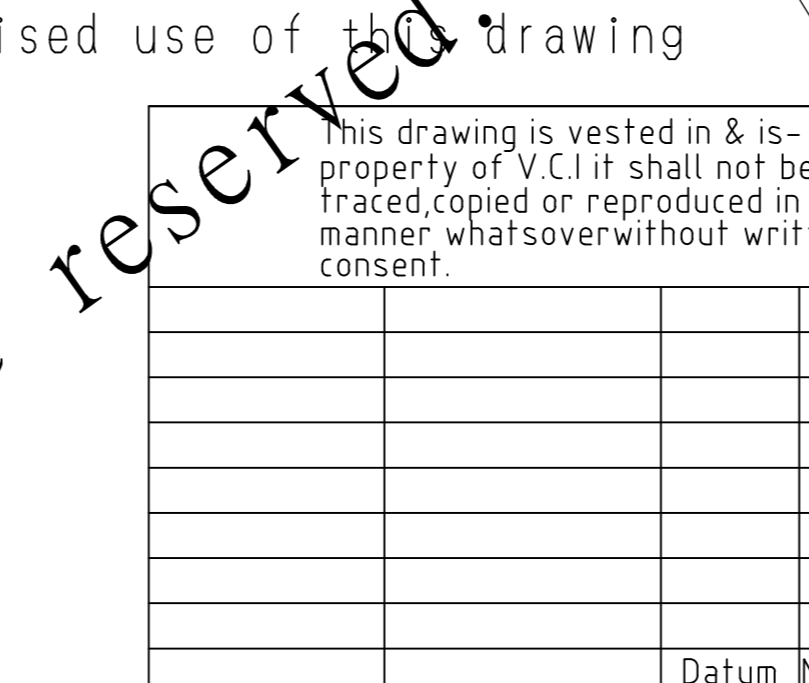 ised use of this drawing
reserved.
This drawing is vested in & is-
property of V.C.I it shall not be
traced,copied or reproduced in
manner whatsoverwithout writ
consent.
Datum